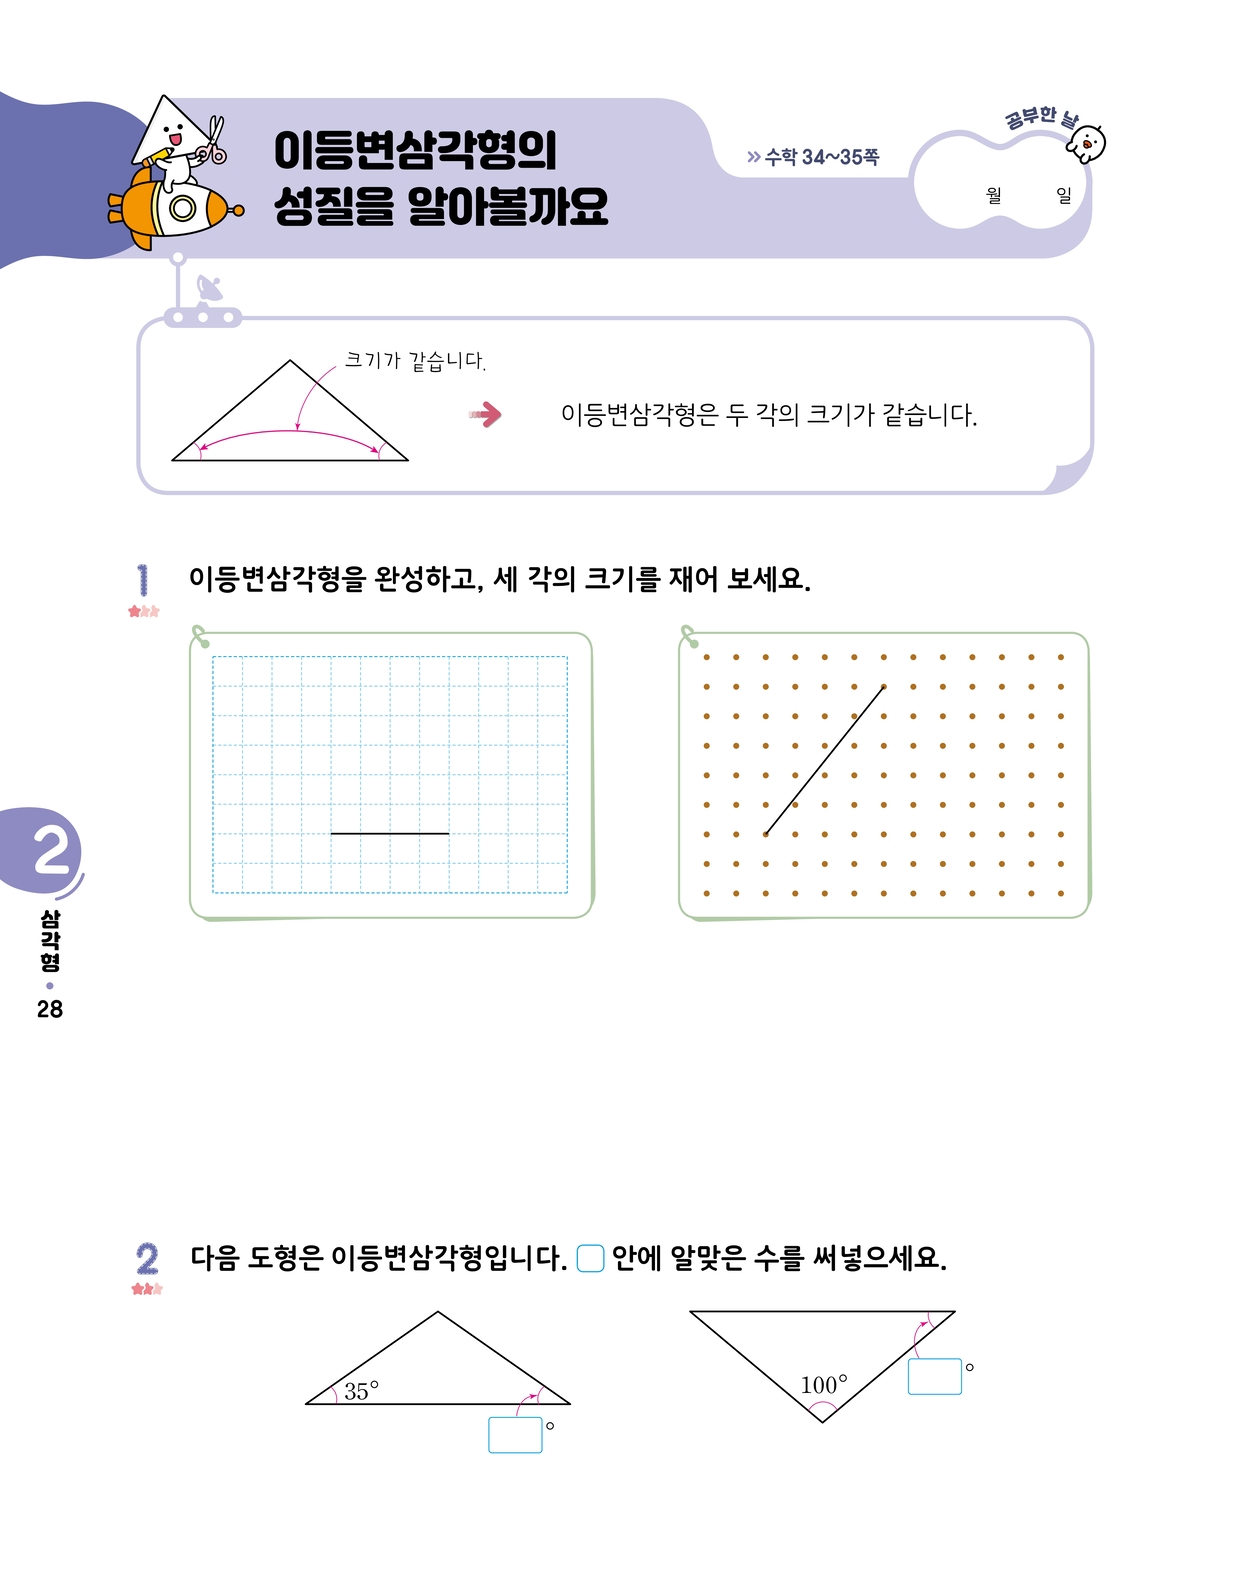 이등변삼각형의
성질을 알아볼까요
» 수학 34~35쪽
공부한 날
월 일
크기가 같습니다.
이등변삼각형은 두 각의 크기가 같습니다.
1 이등변삼각형을 완성하고, 세 각의 크기를 재어 보세요.
2
삼각형
28
2 다음 도형은 이등변삼각형입니다. □ 안에 알맞은 수를 써넣으세요.
35°
°
100°
°